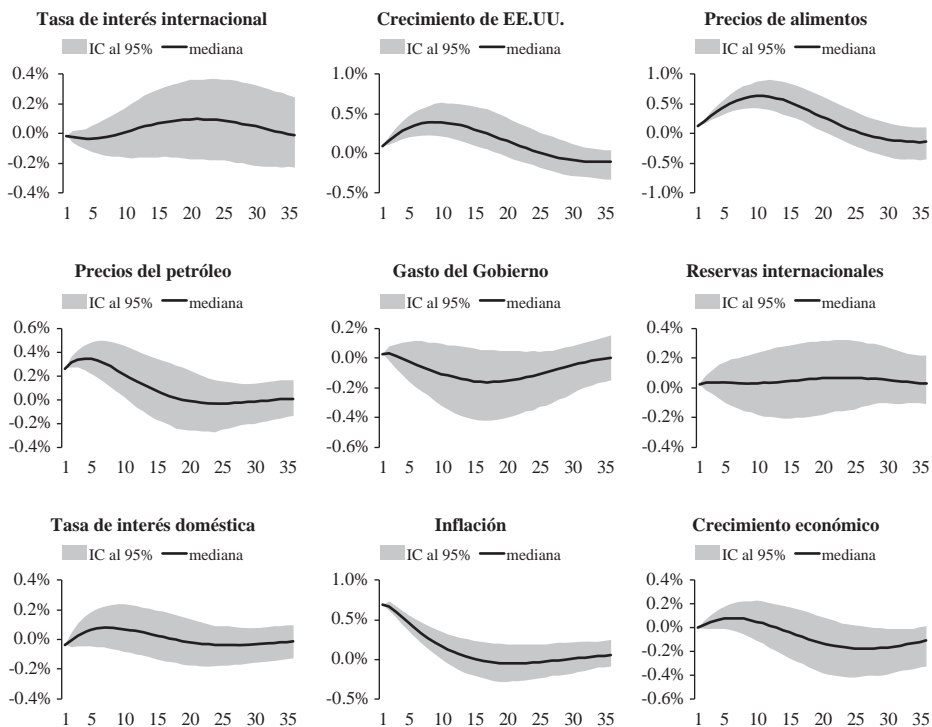 Tasa de interés internacional
IC al 95% mediana
0.4%
0.2%
0.0%
-0.2%
-0.4%
1 5 10 15 20 25 30 35
Crecimiento de EE.UU.
IC al 95% mediana
1.0%
0.5%
0.0%
-0.5%
1 5 10 15 20 25 30 35
Precios de alimentos
IC al 95% mediana
1.0%
0.5%
0.0%
-0.5%
-1.0%
1 5 10 15 20 25 30 35
Precios del petróleo
IC al 95% mediana
0.6%
0.4%
0.2%
0.0%
-0.2%
-0.4%
1 5 10 15 20 25 30 35
Gasto del Gobierno
IC al 95% mediana
0.2%
0.0%
-0.2%
-0.4%
-0.6%
1 5 10 15 20 25 30 35
Reservas internacionales
IC al 95% mediana
0.4%
0.2%
0.0%
-0.2%
-0.4%
1 5 10 15 20 25 30 35
Tasa de interés doméstica
IC al 95% mediana
0.4%
0.2%
-0.0%
-0.2%
-0.4%
1 5 10 15 20 25 30 35
Inflación
IC al 95% mediana
1.0%
0.5%
0.0%
-0.5%
1 5 10 15 20 25 30 35
Crecimiento económico
IC al 95% mediana
0.4%
0.2%
0.0%
-0.2%
-0.4%
-0.6%
1 5 10 15 20 25 30 35